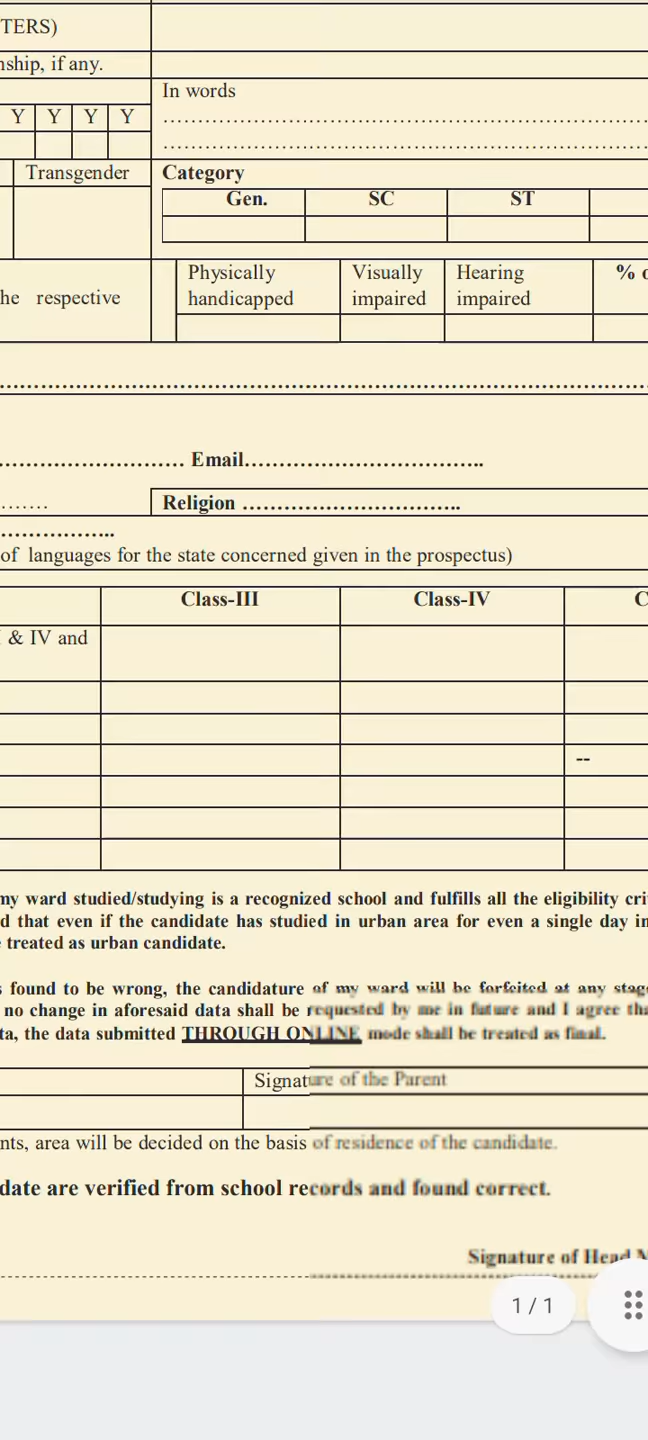 TERS)
nship, if any.
In words
Y Y Y Y
....................................................................
....................................................................
Transgender
Category
Gen. SC ST
he respective
Physically handicapped
Visually impaired
Hearing impaired
% o
....................................................................
............................... Email...............................
....... Religion ...............................
.................
of languages for the state concerned given in the prospectus)
Class-III Class-IV C
& IV and
--
my ward studied/studying is a recognized school and fulfills all the eligibility crit
d that even if the candidate has studied in urban area for even a single day in
e treated as urban candidate.
s found to be wrong, the candidature of my ward will be forfeited at any stage
no change in aforesaid data shall be requested by me in future and I agree tha
ta, the data submitted THROUGH ONLINE mode shall be treated as final.
Signature of the Parent
nts, area will be decided on the basis of residence of the candidate.
date are verified from school records and found correct.
Signature of Head M
1 / 1